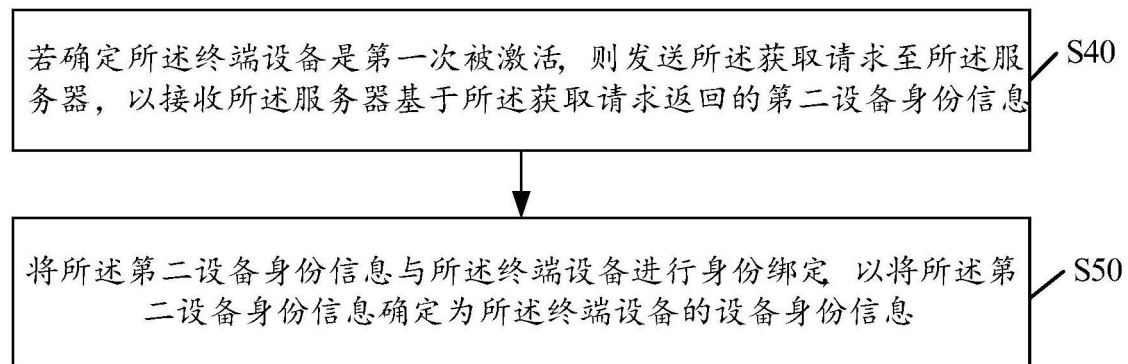 若确定所述终端设备是第一次被激活, 则发送所述获取请求至所述服
务器，以接收所述服务器基于所述获取请求返回的第二设备身份信息
S40
将所述第二设备身份信息与所述终端设备进行身份绑定, 以将所述第
二设备身份信息确定为所述终端设备的设备身份信息
S50